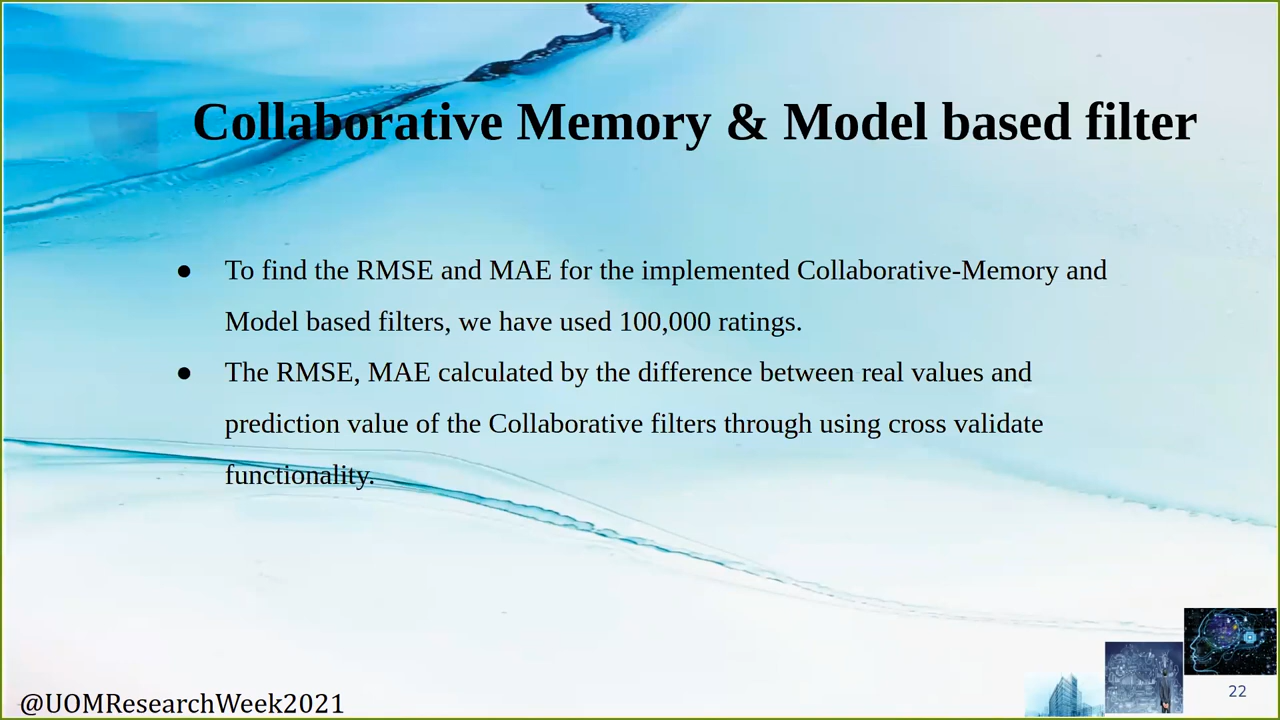 Collaborative Memory & Model based filter
● To find the RMSE and MAE for the implemented Collaborative-Memory and
Model based filters, we have used 100,000 ratings.
● The RMSE, MAE calculated by the difference between real values and
prediction value of the Collaborative filters through using cross validate
functionality.
@UOMResearchWeek2021
22